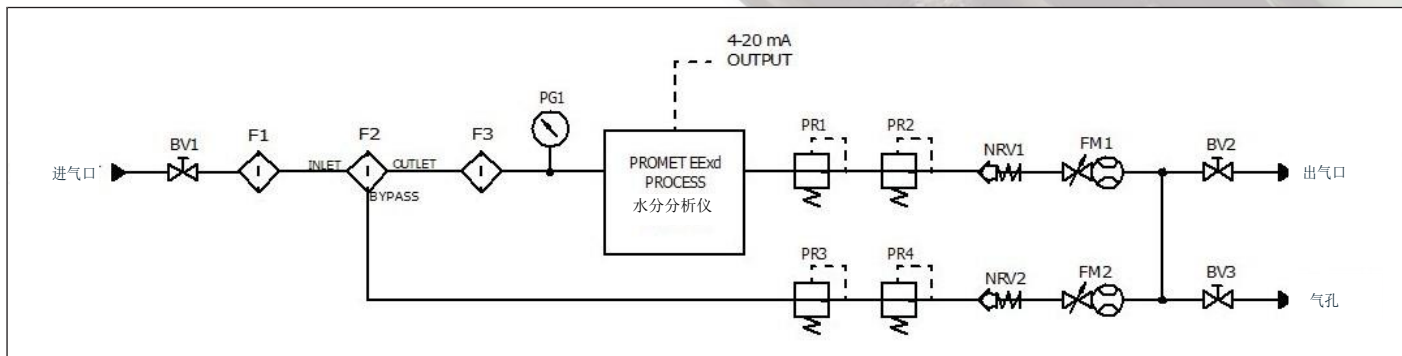 4-20 mA
OUTPUT
PG1
BV1
F1
F2
F3
PR1
PR2
NRV1
FM1
BV2
进气口
INLET
OUTLET
BYPASS
PROMET EExd
PROCESS
水分分析仪
出气口
PR3
PR4
NRV2
FM2
BV3
气孔